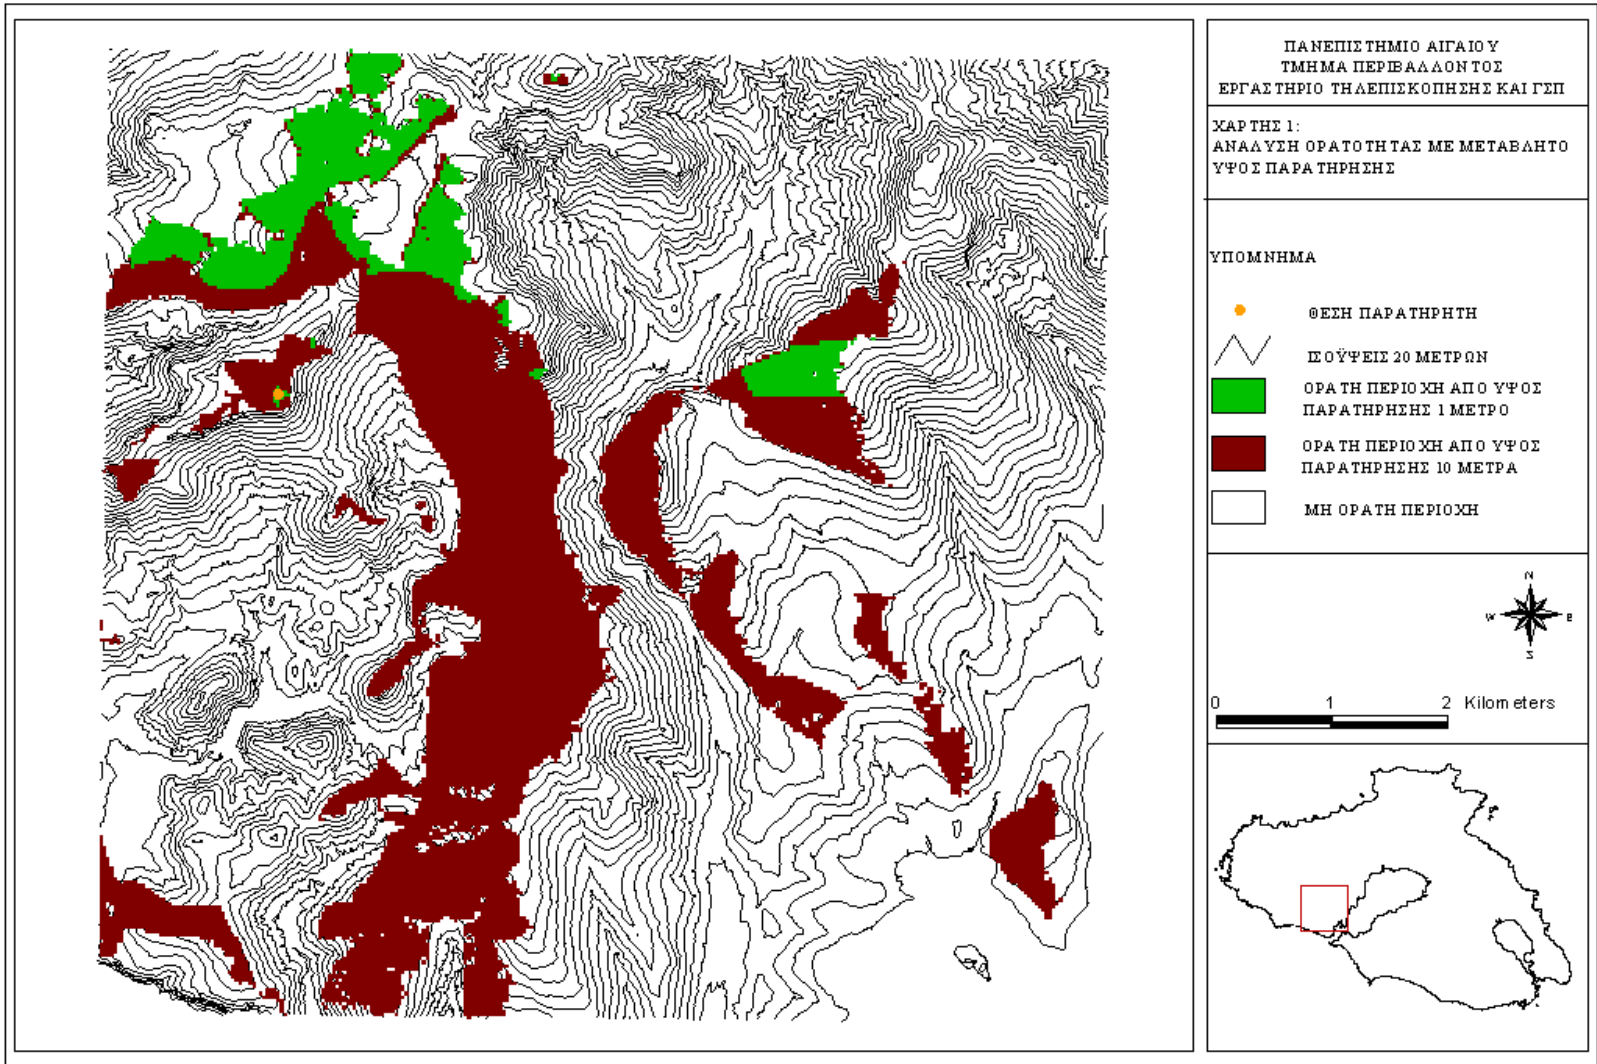 ΠΑΝΕΠΙΣΤΗΜΙΟ ΑΙΓΑΙΟΥ
ΤΜΗΜΑ ΠΕΡΙΒΑΛΛΟΝΤΟΣ
ΕΡΓΑΣΤΗΡΙΟ ΤΗΛΕΠΙΣΚΟΠΗΣΗΣ ΚΑΙ ΓΣΠ
ΧΑΡΤΗΣ 1:
ΑΝΑΛΥΣΗ ΟΡΑΤΟΤΗΤΑΣ ΜΕ ΜΕΤΑΒΛΗΤΟ
ΥΨΟΣ ΠΑΡΑΤΗΡΗΣΗΣ
ΥΠΟΜΝΗΜΑ
ΘΕΣΗ ΠΑΡΑΤΗΡΗΤΗ
ΙΣΟΫΨΕΙΣ 20 ΜΕΤΡΩΝ
ΟΡΑΤΗ ΠΕΡΙΟΧΗ ΑΠΟ ΥΨΟΣ
ΠΑΡΑΤΗΡΗΣΗΣ 1 ΜΕΤΡΟ
ΟΡΑΤΗ ΠΕΡΙΟΧΗ ΑΠΟ ΥΨΟΣ
ΠΑΡΑΤΗΡΗΣΗΣ 10 ΜΕΤΡΑ
ΜΗ ΟΡΑΤΗ ΠΕΡΙΟΧΗ
N
W E
S
0 1 2 Kilometers